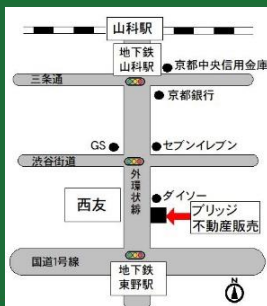 山科駅
地下鉄
山科駅
京都中央信用金庫
三条通
京都銀行
GS
セブンイレブン
渋谷街道
外環状線
西友
ダイソー
ブリッジ
不動産販売
国道1号線
地下鉄
東野駅
N